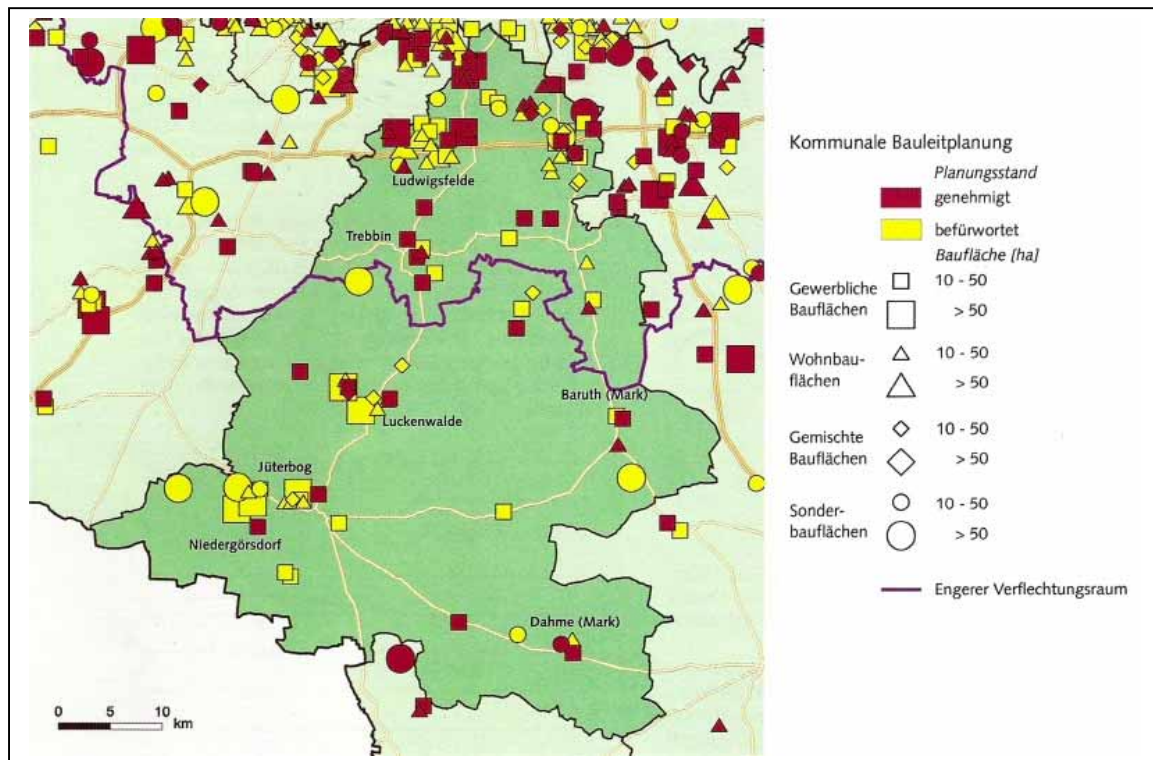 Ludwigsfelde
Trebbin
Baruth (Mark)
Luckenwalde
Jüterbog
Niedergörsdorf
Dahme (Mark)
0 5 10
km
Kommunale Bauleitplanung
Planungsstand
genehmigt
befürwortet
Baufläche [ha]
Gewerbliche
Bauflächen
10 - 50
> 50
Wohnbau-
flächen
10 - 50
> 50
Gemischte
Bauflächen
10 - 50
> 50
Sonder-
bauflächen
10 - 50
> 50
Engerer Verflechtungsraum